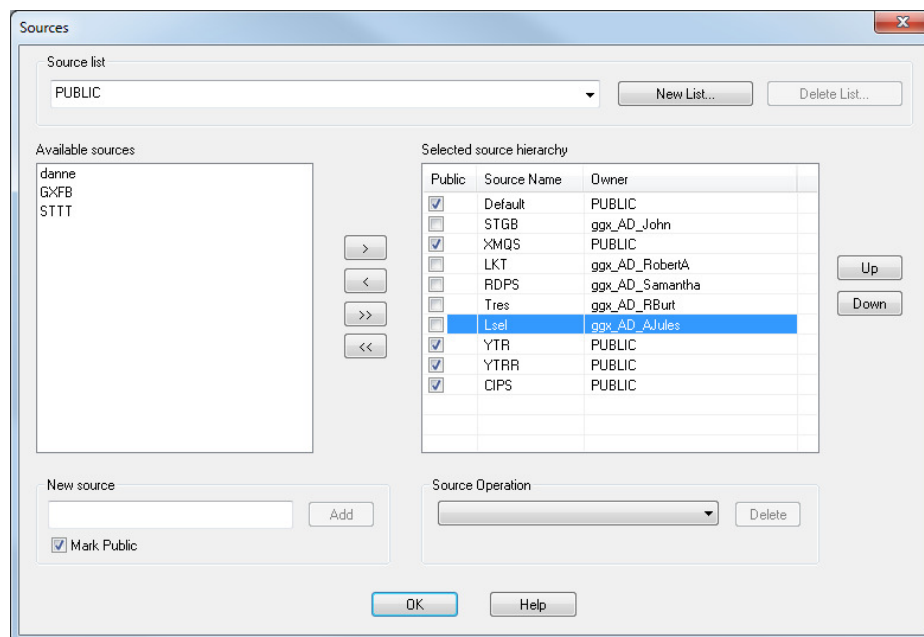 Sources
Source list
PUBLIC
New List...
Delete List...
Available sources
danne
GXFB
STTT
>
<
>>
<<
Selected source hierarchy
Public Source Name Owner
Default PUBLIC
STGB ggx_AD_John
XMQS PUBLIC
LKT ggx_AD_RobertA
RDPS ggx_AD_Samantha
Tres ggx_AD_RBurt
Lsel ggx_AD_AJules
YTR PUBLIC
YTRR PUBLIC
CIPS PUBLIC
Up
Down
New source
Add
Mark Public
Source Operation
Delete
OK
Help